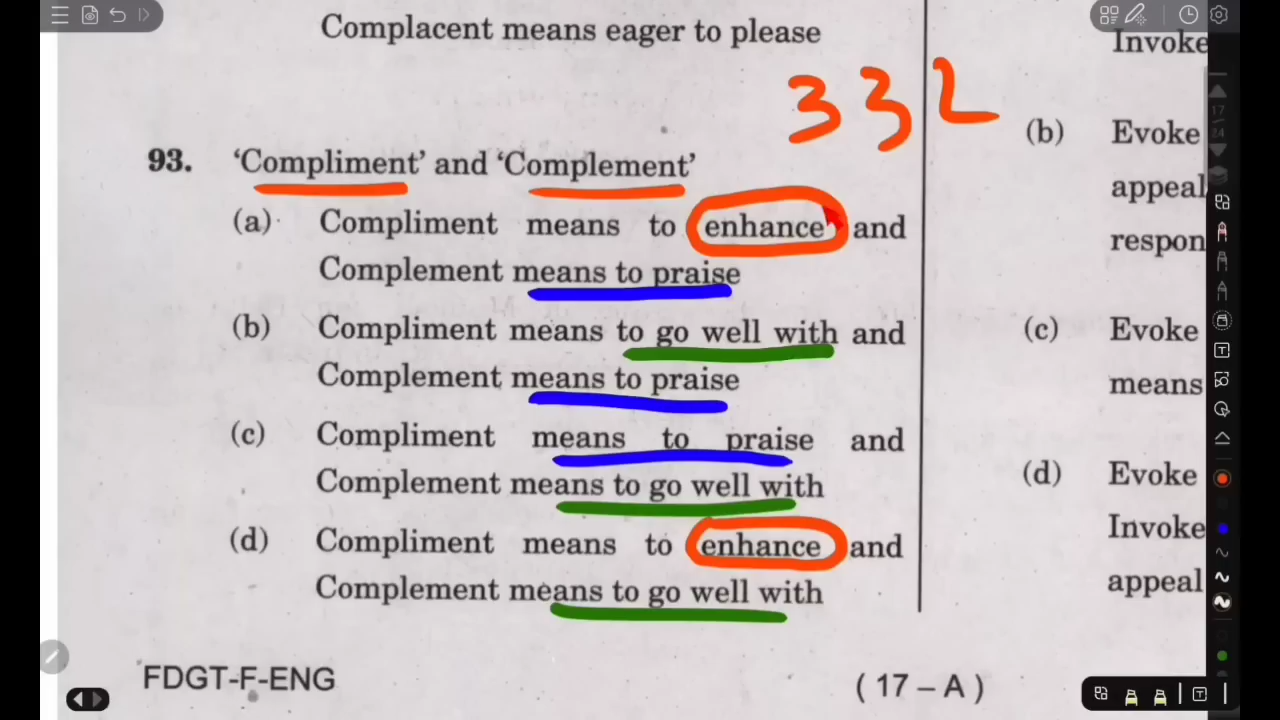 Complacent means eager to please
332
93. 'Compliment' and 'Complement'
(a) Compliment means to enhance and
Complement means to praise
(b) Compliment means to go well with and
Complement means to praise
(c) Compliment means to praise and
Complement means to go well with
(d) Compliment means to enhance and
Complement means to go well with
FDGT-F-ENG
( 17 – A )
Invoke
(b) Evoke
appeal
respon
(c) Evoke
means
(d) Evoke
Invoke
appeal
17
24